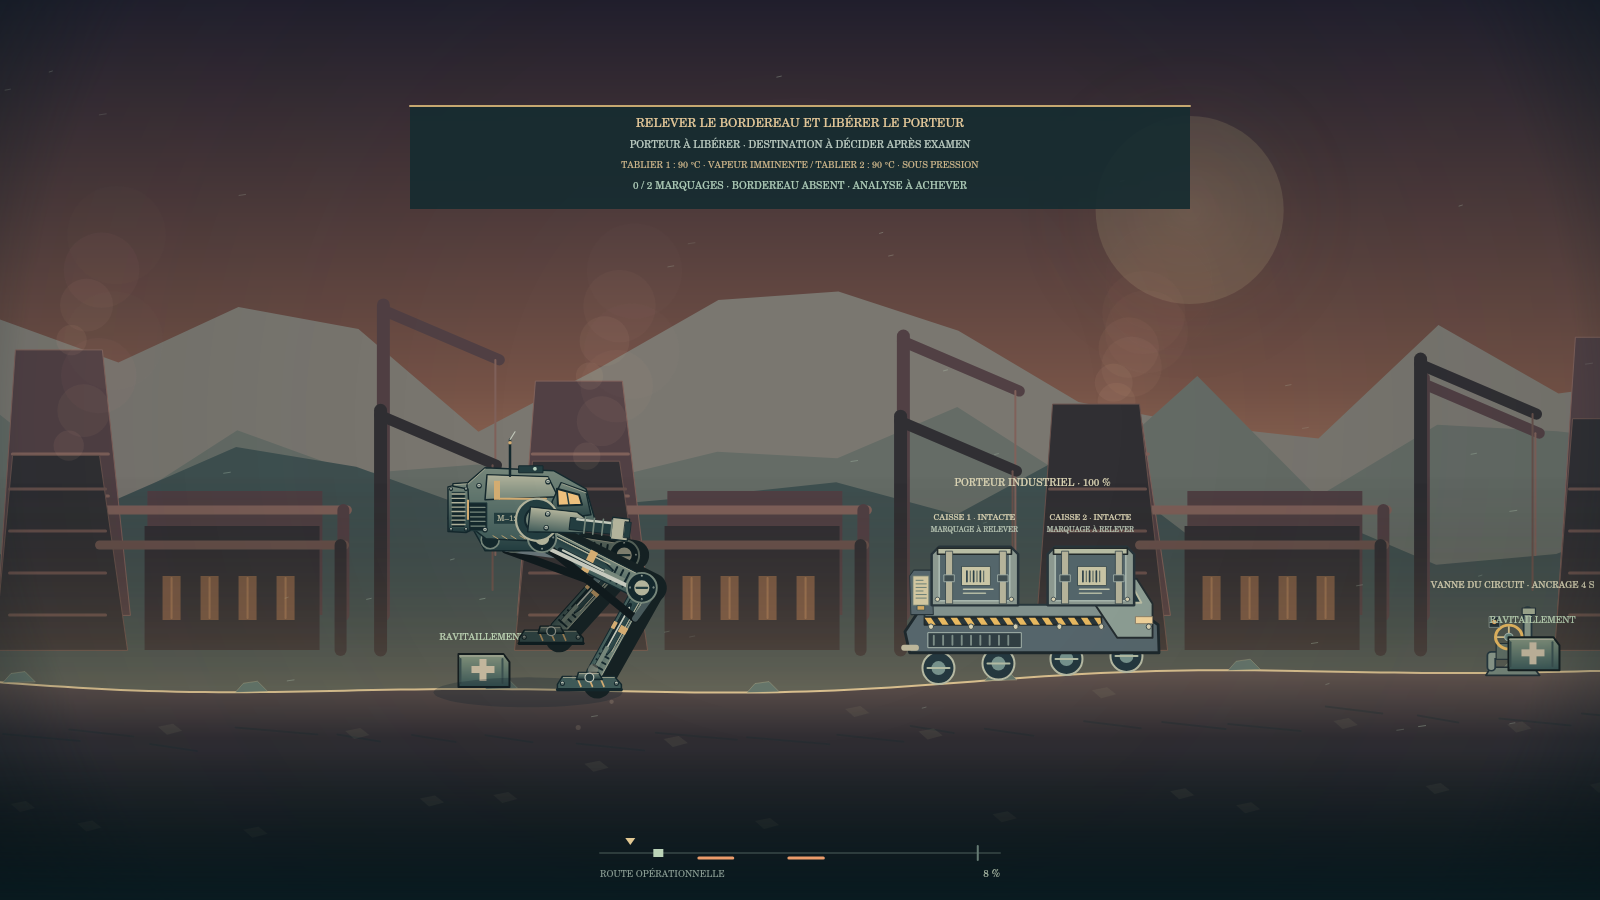 RELEVER LE BORDEREAU ET LIBÉRER LE PORTEUR
PORTEUR À LIBÉRER · DESTINATION À DÉCIDER APRÈS EXAMEN
TABLIER 1 : 90 °C · VAPEUR IMMINENTE / TABLIER 2 : 90 °C · SOUS PRESSION
0 / 2 MARQUAGES · BORDEREAU ABSENT · ANALYSE À ACHEVER
PORTEUR INDUSTRIEL · 100 %
CAISSE 1 · INTACTE
MARQUAGE À RELEVER
CAISSE 2 · INTACTE
MARQUAGE À RELEVER
VANNE DU CIRCUIT · ANCRAGE 4 S
RAVITAILLEMENT
RAVITAILLEMEN
ROUTE OPÉRATIONNELLE
8 %